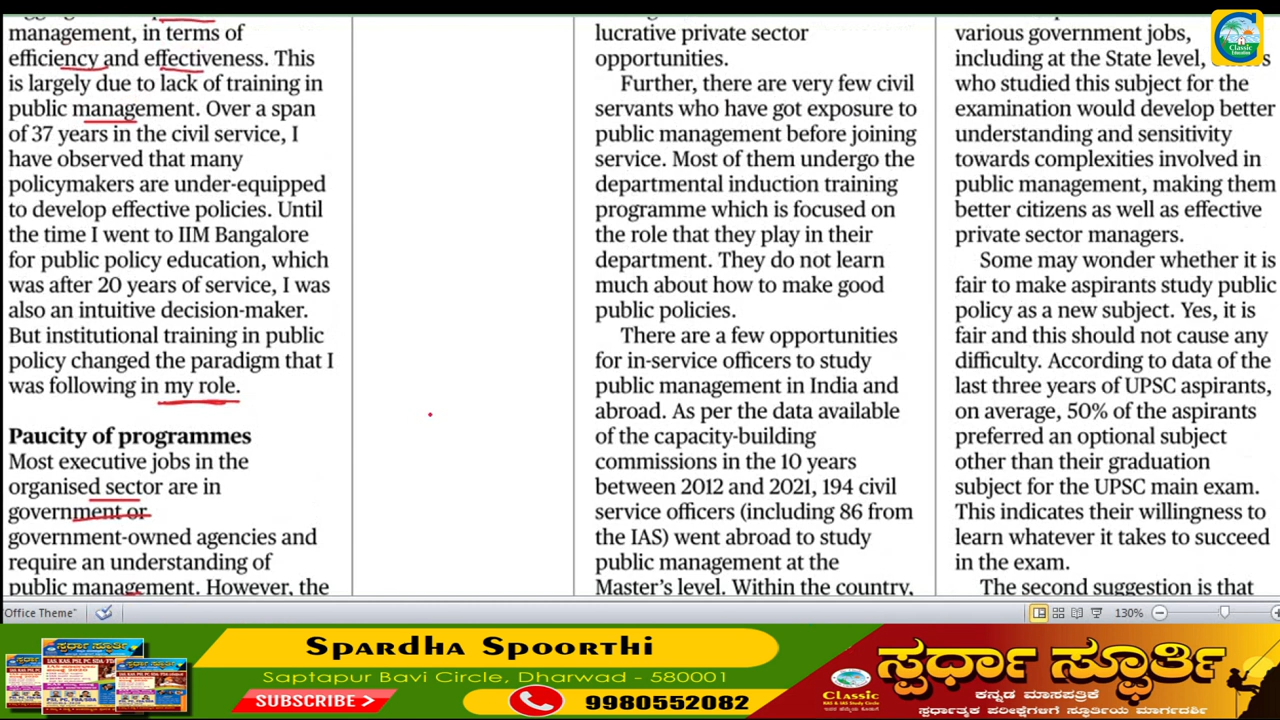 management, in terms of
efficiency and effectiveness. This
is largely due to lack of training in
public management. Over a span
of 37 years in the civil service, I
have observed that many
policymakers are under-equipped
to develop effective policies. Until
the time I went to IIM Bangalore
for public policy education, which
was after 20 years of service, I was
also an intuitive decision-maker.
But institutional training in public
policy changed the paradigm that I
was following in my role.
Paucity of programmes
Most executive jobs in the
organised sector are in
government or
government-owned agencies and
require an understanding of
public management. However, the
lucrative private sector
opportunities.
Further, there are very few civil
servants who have got exposure to
public management before joining
service. Most of them undergo the
departmental induction training
programme which is focused on
the role that they play in their
department. They do not learn
much about how to make good
public policies.
There are a few opportunities
for in-service officers to study
public management in India and
abroad. As per the data available
of the capacity-building
commissions in the 10 years
between 2012 and 2021, 194 civil
service officers (including 86 from
the IAS) went abroad to study
public management at the
Master's level. Within the country,
various government jobs,
including at the State level,
who studied this subject for the
examination would develop better
understanding and sensitivity
towards complexities involved in
public management, making them
better citizens as well as effective
private sector managers.
Some may wonder whether it is
fair to make aspirants study public
policy as a new subject. Yes, it is
fair and this should not cause any
difficulty. According to data of the
last three years of UPSC aspirants,
on average, 50% of the aspirants
preferred an optional subject
other than their graduation
subject for the UPSC main exam.
This indicates their willingness to
learn whatever it takes to succeed
in the exam.
The second suggestion is that
Classic
Education
Office Theme"
130%
Spardha Spoorthi
Saptapur Bavi Circle, Dharwad - 580001
SUBSCRIBE
9980552082
ಸ್ಪರ್ಧಾ ಸ್ಫೂರ್ತಿ
ಕನ್ನಡ ಮಾಸಪತ್ರಿಕೆ
ಸ್ಪರ್ಧಾತ್ಮಕ ಪರೀಕ್ಷೆಗಳಿಗೆ ಸ್ಫೂರ್ತಿಯ ಮಾರ್ಗದರ್ಶಿ
Classic
KAS & IAS Study Circle